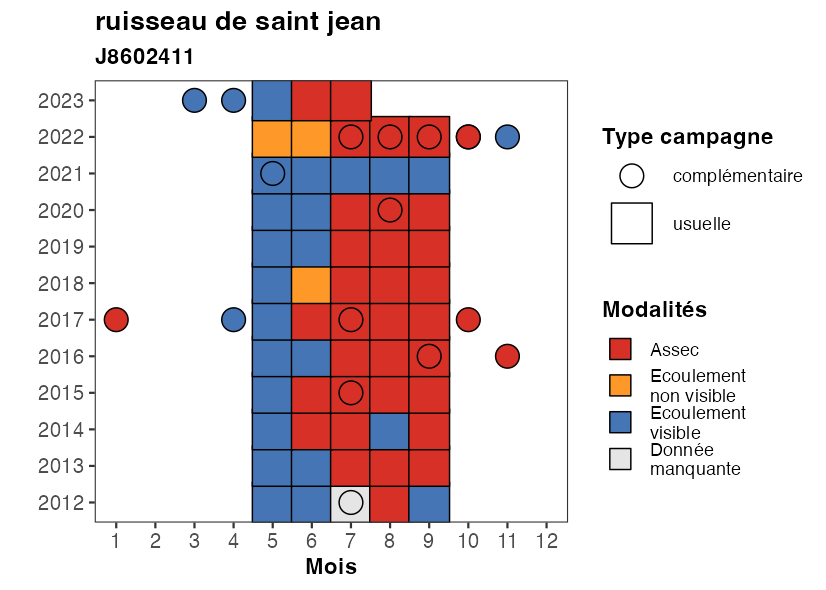 ruisseau de saint jean
J8602411
2023
2022
2021
2020
2019
2018
2017
2016
2015
2014
2013
2012
1 2 3 4 5 6 7 8 9 10 11 12
Mois
Type campagne
complémentaire
usuelle
Modalités
Assec
Ecoulement
non visible
Ecoulement
visible
Donnée
manquante